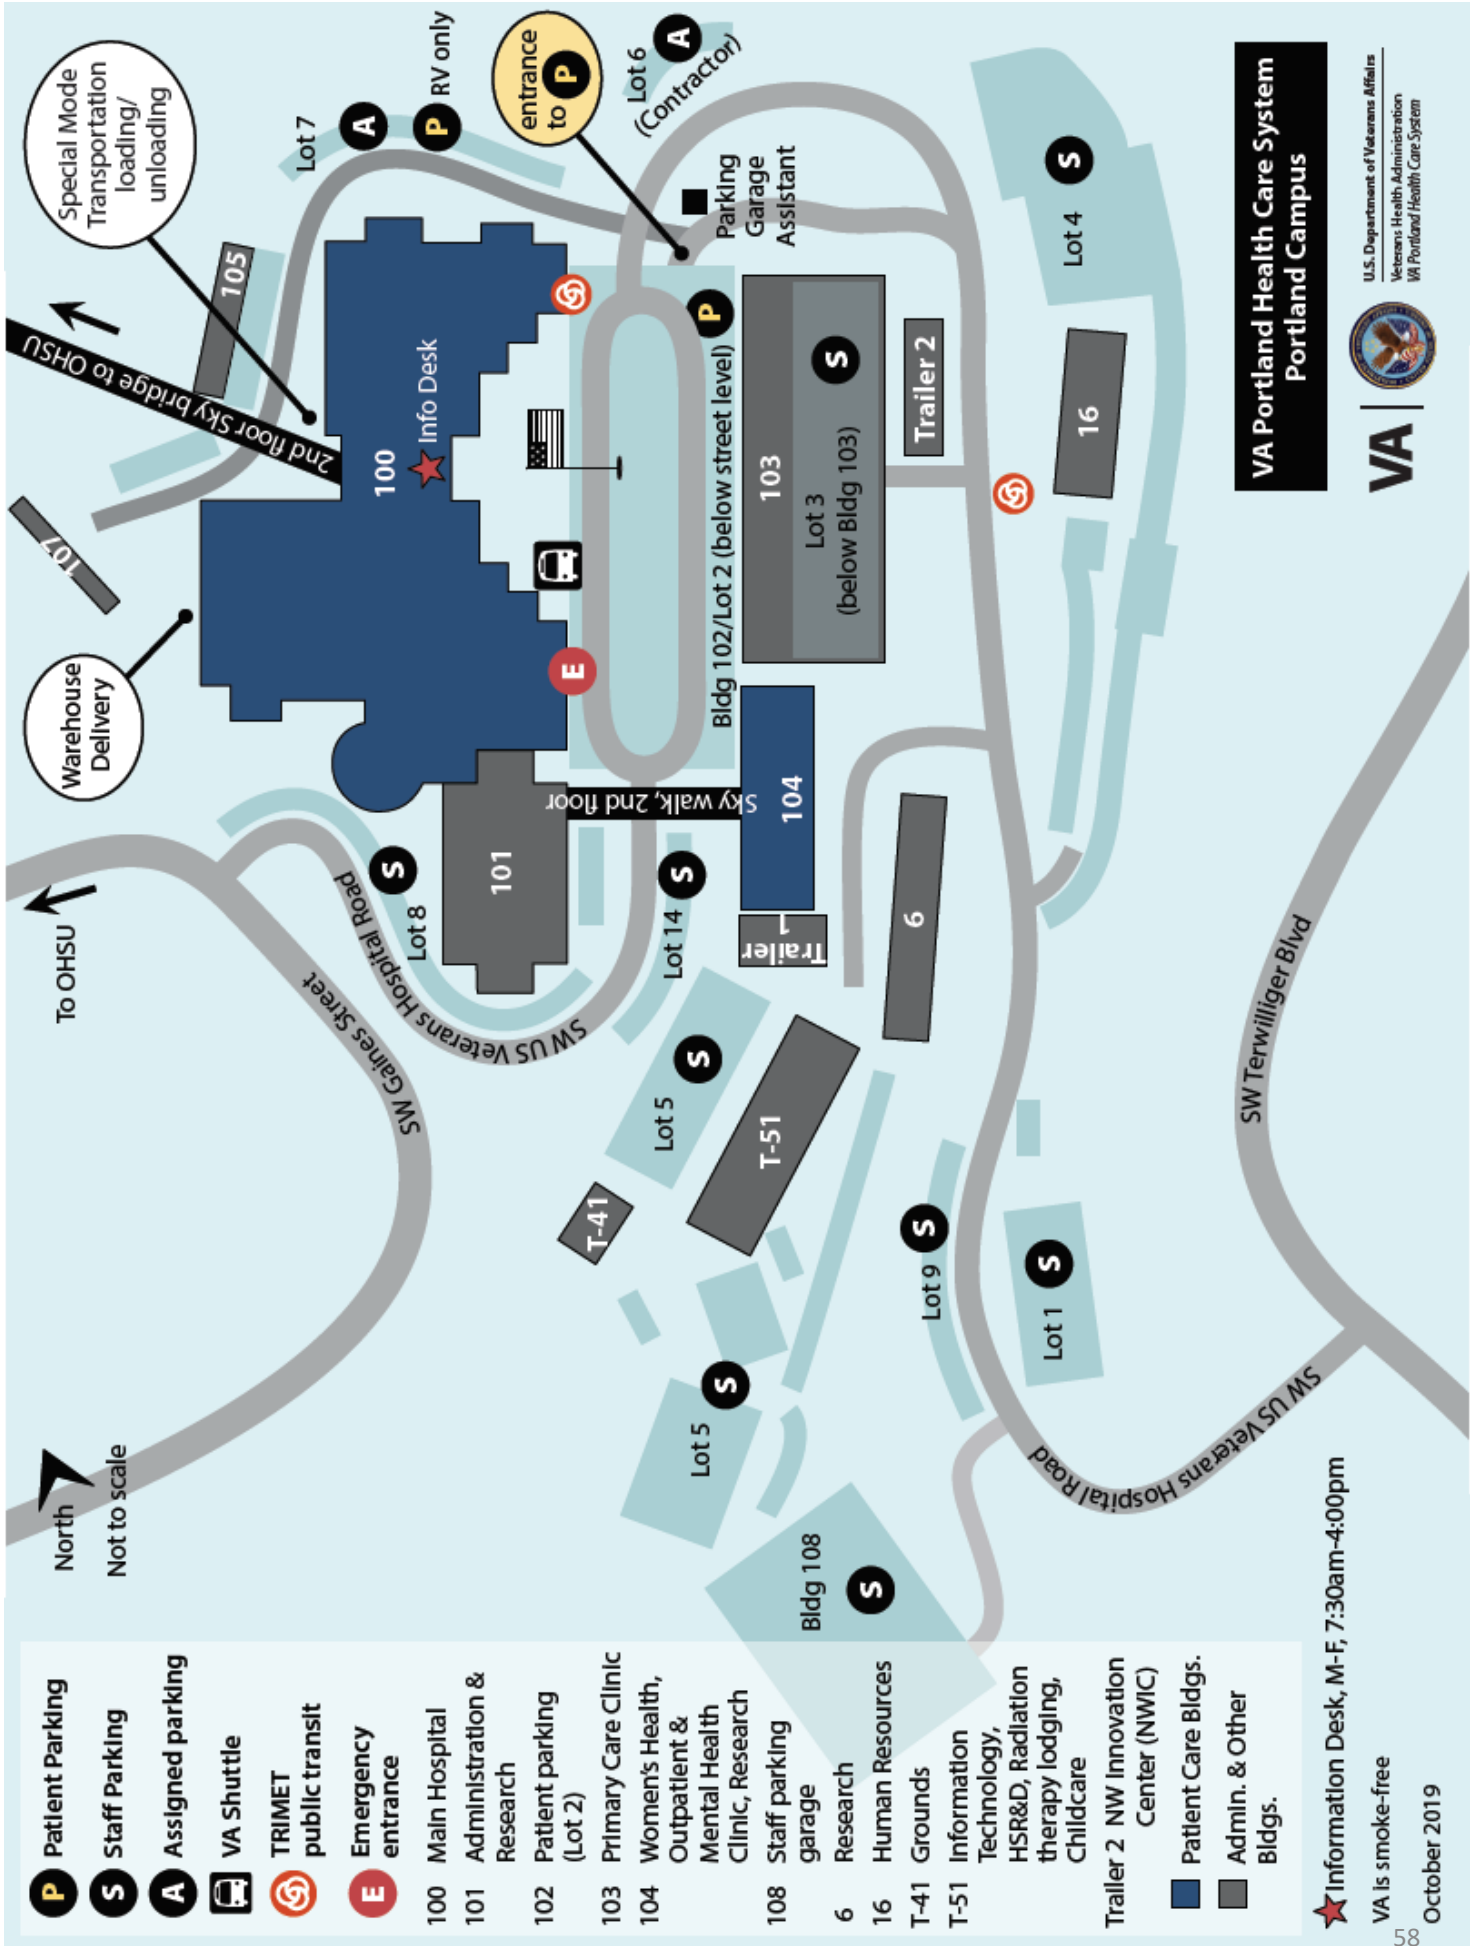 P Patient Parking
S Staff Parking
A Assigned parking
VA Shuttle
TRIMET
public transit
E Emergency
entrance
100 Main Hospital
101 Administration &
Research
102 Patient parking
(Lot 2)
103 Primary Care Clinic
104 Women's Health,
Outpatient &
Mental Health
Clinic, Research
108 Staff parking
garage
6 Research
16 Human Resources
T-41 Grounds
T-51 Information
Technology,
HSR&D, Radiation
therapy lodging,
Childcare
Trailer 2 NW Innovation
Center (NWIC)
Patient Care Bldgs.
Admin. & Other
Bldgs.
Information Desk, M-F, 7:30am-4:00pm
VA is smoke-free
October 2019
58
North
Not to scale
To OHSU
Warehouse
Delivery
Special Mode
Transportation
loading/
unloading
107
105
2nd floor Sky bridge to OHSU
Lot 7
A
P
RV only
entrance
to P
Lot 6
A
(Contractor)
100
Info Desk
E
Parking
Garage
Assistant
P
Bldg 102/Lot 2 (below street level)
103
Lot 3
(below Bldg 103)
S
Trailer 2
Lot 4
S
16
SW Gaines Street
SW US Veterans Hospital Road
Lot 8
S
101
Sky walk, 2nd floor
104
Lot 14
S
Trailer
1
6
Lot 5
S
T-51
T-41
Lot 5
S
Bldg 108
S
Lot 9
S
Lot 1
S
SW US Veterans Hospital Road
SW Terwilliger Blvd
VA Portland Health Care System
Portland Campus
VA
U.S. Department of Veterans Affairs
Veterans Health Administration
VA Portland Health Care System